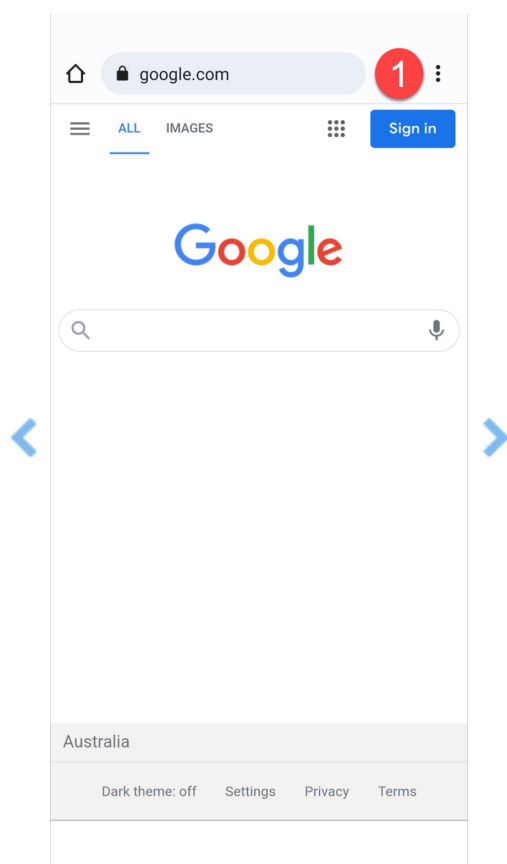 google.com 1
ALL IMAGES Sign in
Google
Australia
Dark theme: off Settings Privacy Terms